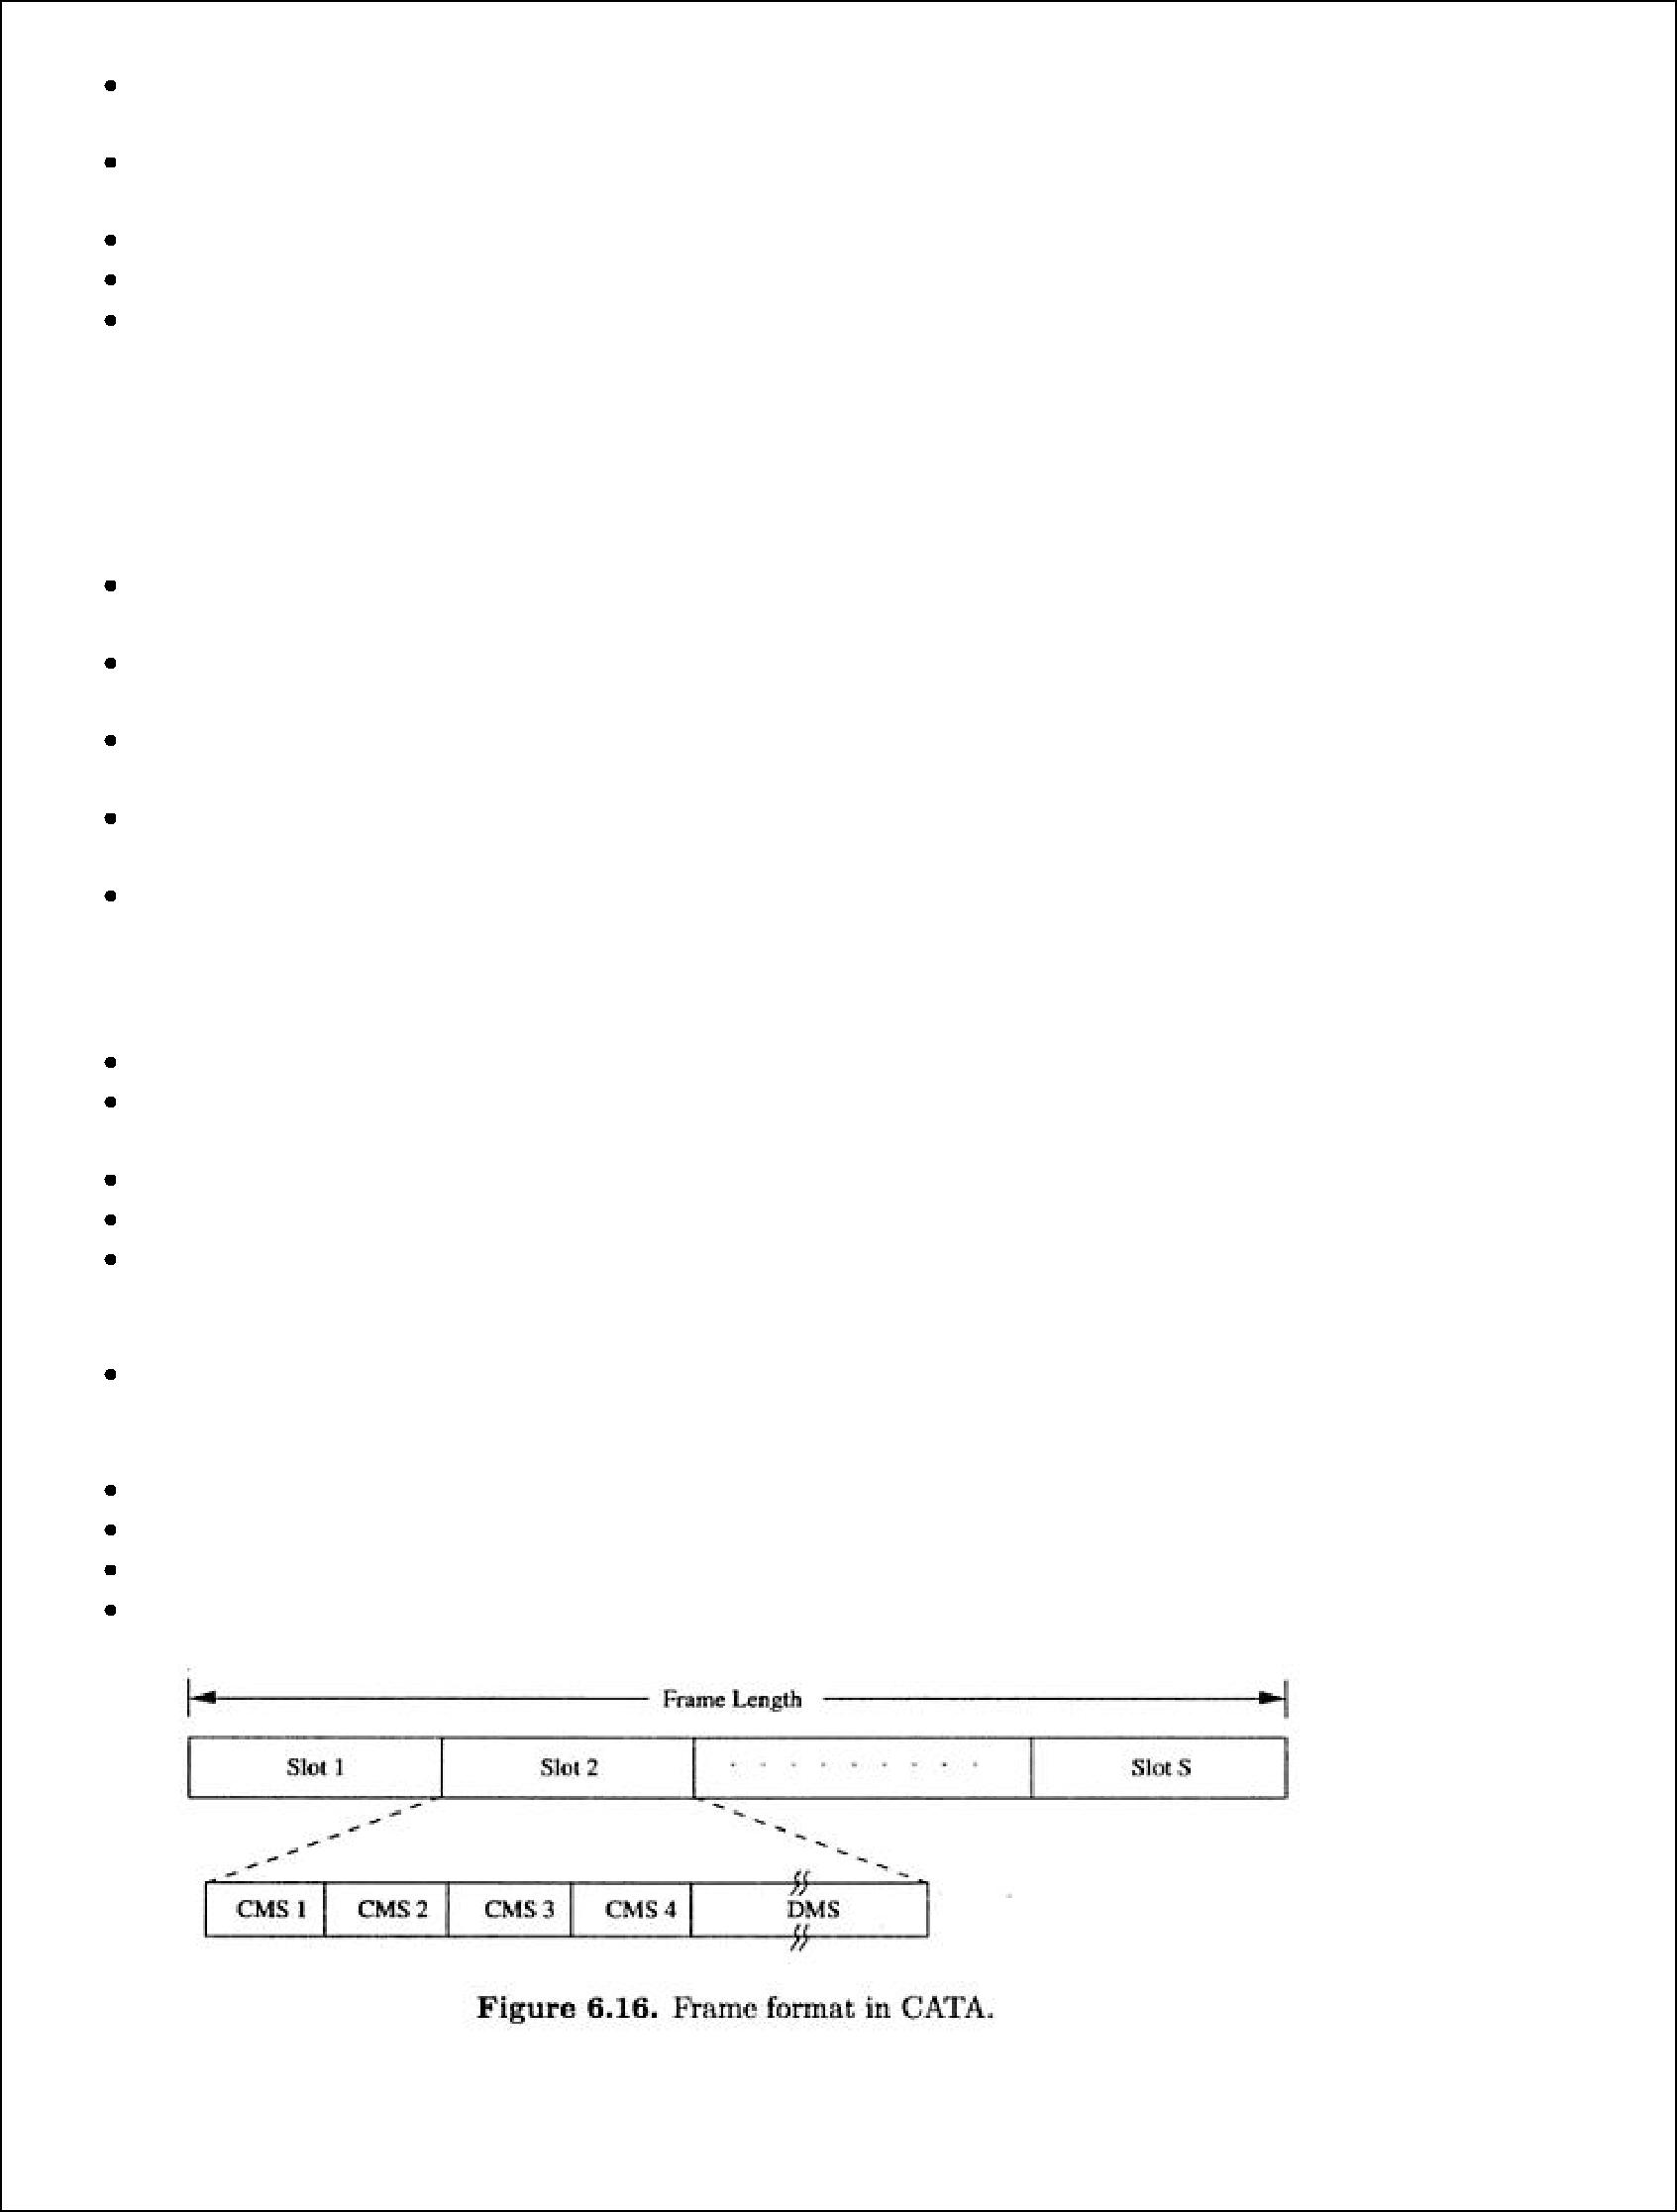 Frame Length
Slot 1 Slot 2 . . . . . . . . . Slot S
CMS 1 CMS 2 CMS 3 CMS 4 DMS
Figure 6.16. Frame format in CATA.